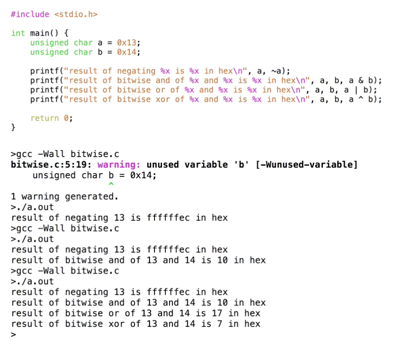 #include <stdio.h>
int main() {
    unsigned char a = 0x13;
    unsigned char b = 0x14;
    printf("result of negating %x is %x in hex\n", a, ~a);
    printf("result of bitwise and of %x and %x is %x in hex\n", a, b, a & b);
    printf("result of bitwise or of %x and %x is %x in hex\n", a, b, a | b);
    printf("result of bitwise xor of %x and %x is %x in hex\n", a, b, a ^ b);
    return 0;
}
>gcc -Wall bitwise.c
bitwise.c:5:19: warning: unused variable 'b' [-Wunused-variable]
    unsigned char b = 0x14;
                  ^
1 warning generated.
>./a.out
result of negating 13 is ffffffec in hex
>gcc -Wall bitwise.c
>./a.out
result of negating 13 is ffffffec in hex
result of bitwise and of 13 and 14 is 10 in hex
>gcc -Wall bitwise.c
>./a.out
result of negating 13 is ffffffec in hex
result of bitwise and of 13 and 14 is 10 in hex
result of bitwise or of 13 and 14 is 17 in hex
result of bitwise xor of 13 and 14 is 7 in hex
>